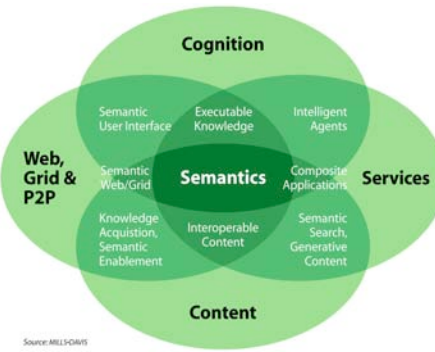 Cognition
Semantic
User Interface
Executable
Knowledge
Intelligent
Agents
Web,
Grid &
P2P
Semantic
Web/Grid
Semantics
Composite
Applications
Services
Knowledge
Acquistion,
Semantic
Enablement
Interoperable
Content
Semantic
Search,
Generative
Content
Content
Source: MILLS•DAVIS